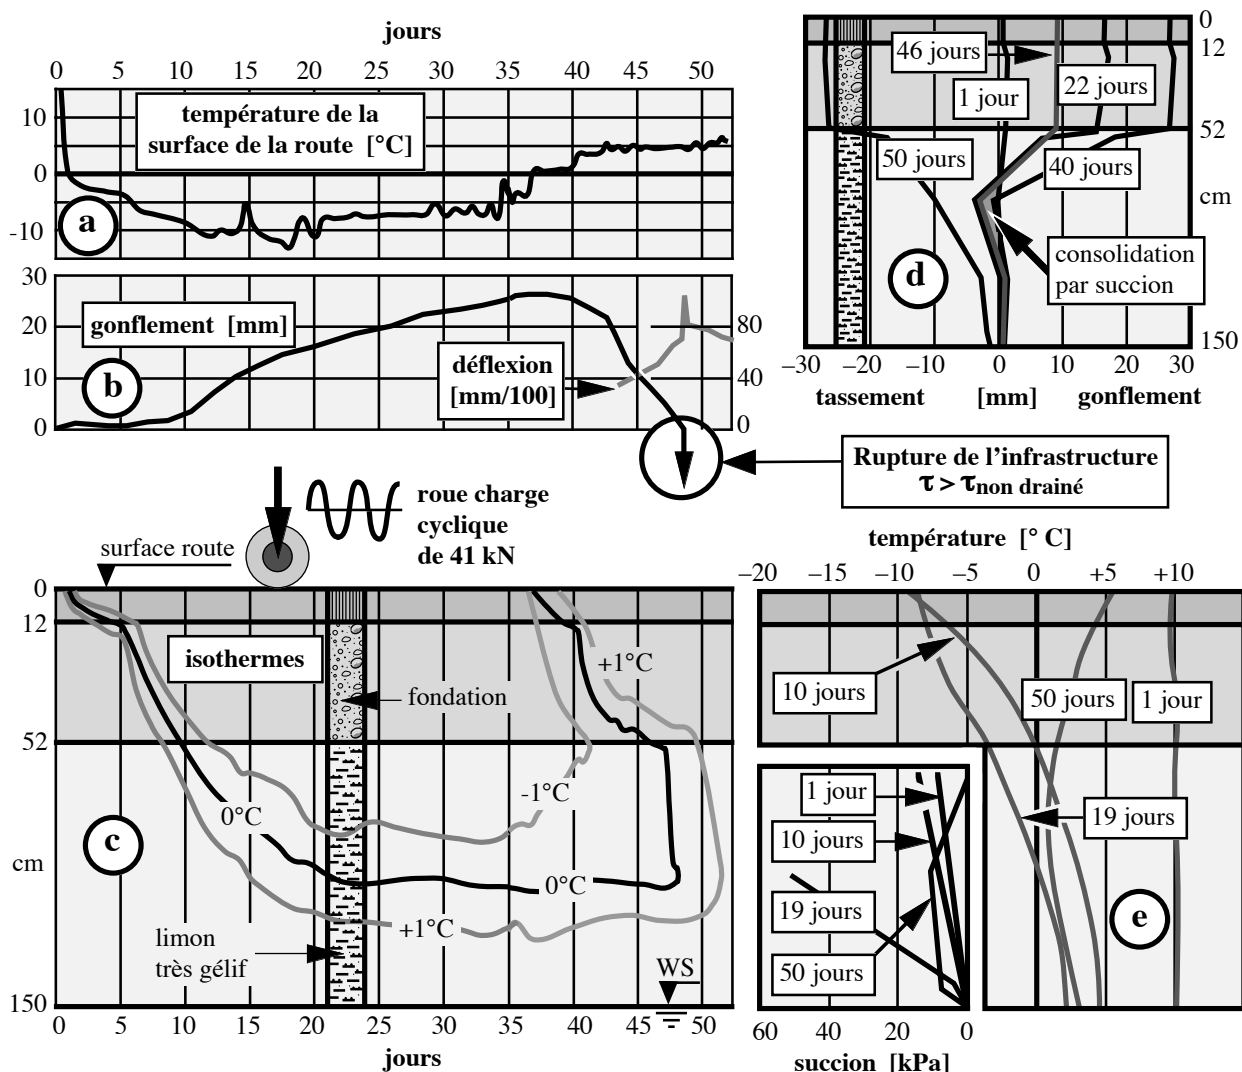 jours
0 5 10 15 20 25 30 35 40 45 50
10
0
-10
température de la
surface de la route [°C]
a
30
20
10
0
gonflement [mm]
b
déflexion
[mm/100]
80
40
0
0
12
52
cm
150
46 jours
1 jour
22 jours
50 jours
40 jours
consolidation
par succion
d
−30 −20 −10 0 10 20 30
tassement [mm] gonflement
Rupture de l'infrastructure
τ > τnon drainé
roue charge
cyclique
de 41 kN
surface route
0
12
52
cm
150
isothermes
fondation
+1°C
-1°C
0°C
0°C
+1°C
c
limon
très gélif
WS
0 5 10 15 20 25 30 35 40 45 50
jours
température [° C]
−20 −15 −10 −5 0 +5 +10
10 jours
50 jours
1 jour
19 jours
e
1 jour
10 jours
19 jours
50 jours
60 40 20 0
succion [kPa]